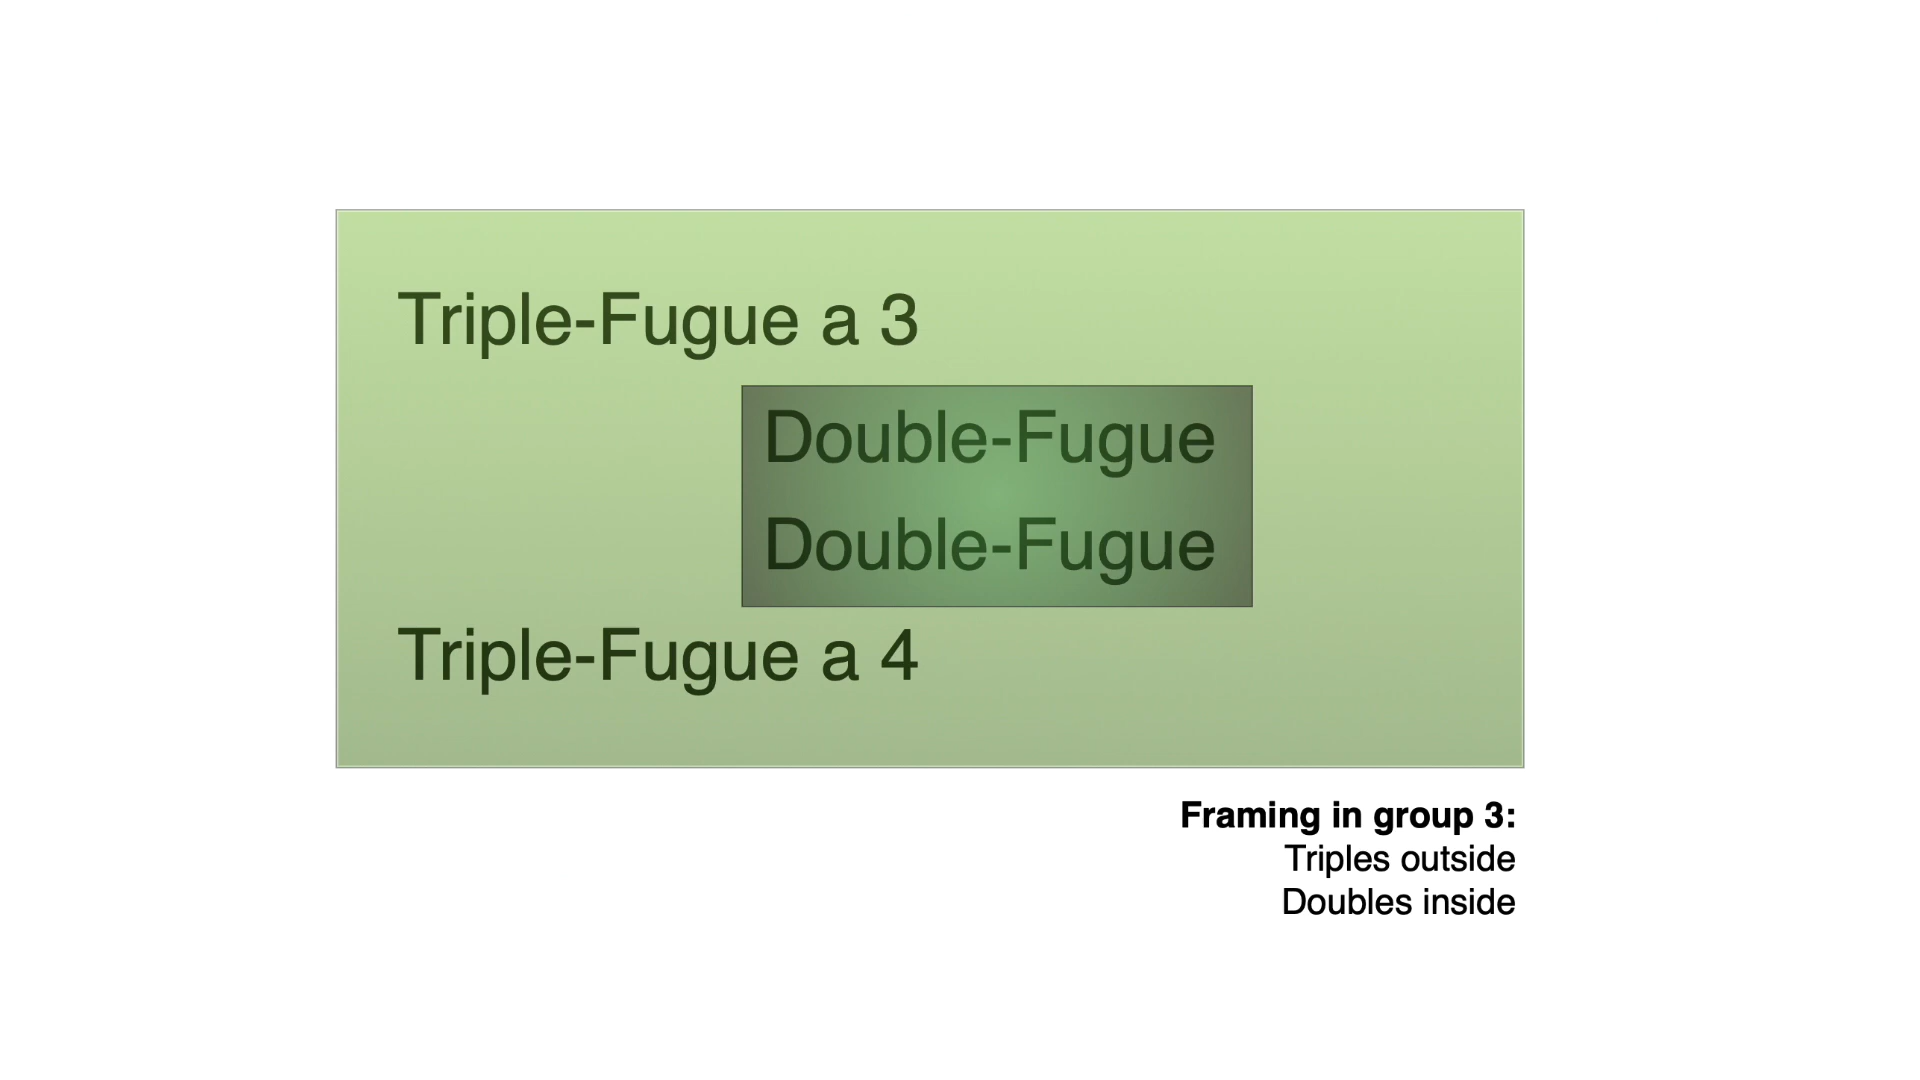 Triple-Fugue a 3
Double-Fugue
Double-Fugue
Triple-Fugue a 4
Framing in group 3:
Triples outside
Doubles inside